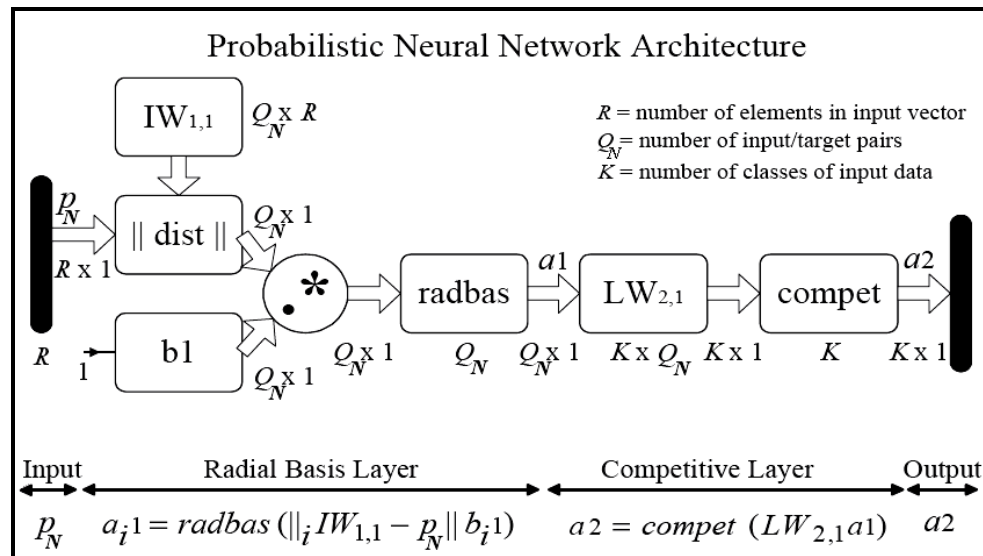 Probabilistic Neural Network Architecture
IW1,1
QN x R
R = number of elements in input vector
QN = number of input/target pairs
K = number of classes of input data
pN
R x 1
|| dist ||
QN x 1
.*
radbas
a1
LW2,1
compet
a2
R
1
b1
QN x 1
QN x 1
QN
QN x 1
K x QN
K x 1
K
K x 1
Input
Radial Basis Layer
Competitive Layer
Output
pN
ai1 = radbas (||iIW1,1 – pN|| bi1)
a2 = compet (LW2,1a1)
a2